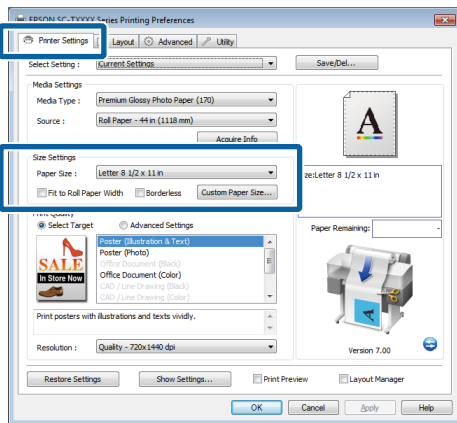 EPSON SC-TXXXX Series Printing Preferences
Printer Settings Layout Advanced Utility
Select Setting : Current Settings Save/Del...
Media Settings
Media Type : Premium Glossy Photo Paper (170)
Source : Roll Paper - 44 in (1118 mm)
Acquire Info
A
Size Settings
Paper Size : Letter 8 1/2 x 11 in
ze:Letter 8 1/2 x 11 in
Fit to Roll Paper Width Borderless Custom Paper Size...
Print Quality
Select Target Advanced Settings
Paper Remaining: -
SALE
In Store Now
Poster (Illustration & Text)
Poster (Photo)
Office Document (Black)
Office Document (Color)
CAD / Line Drawing (Black)
CAD / Line Drawing (Color)
A
Print posters with illustrations and texts vividly.
Resolution : Quality - 720x1440 dpi
Version 7.00
Restore Settings Show Settings... Print Preview Layout Manager
OK Cancel Apply Help